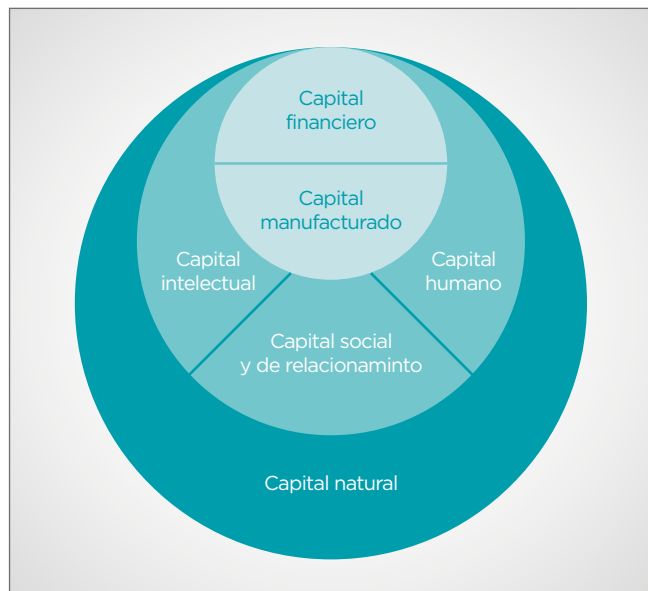 Capital
financiero
Capital
manufacturado
Capital
intelectual
Capital
humano
Capital social
y de relacionaminto
Capital natural